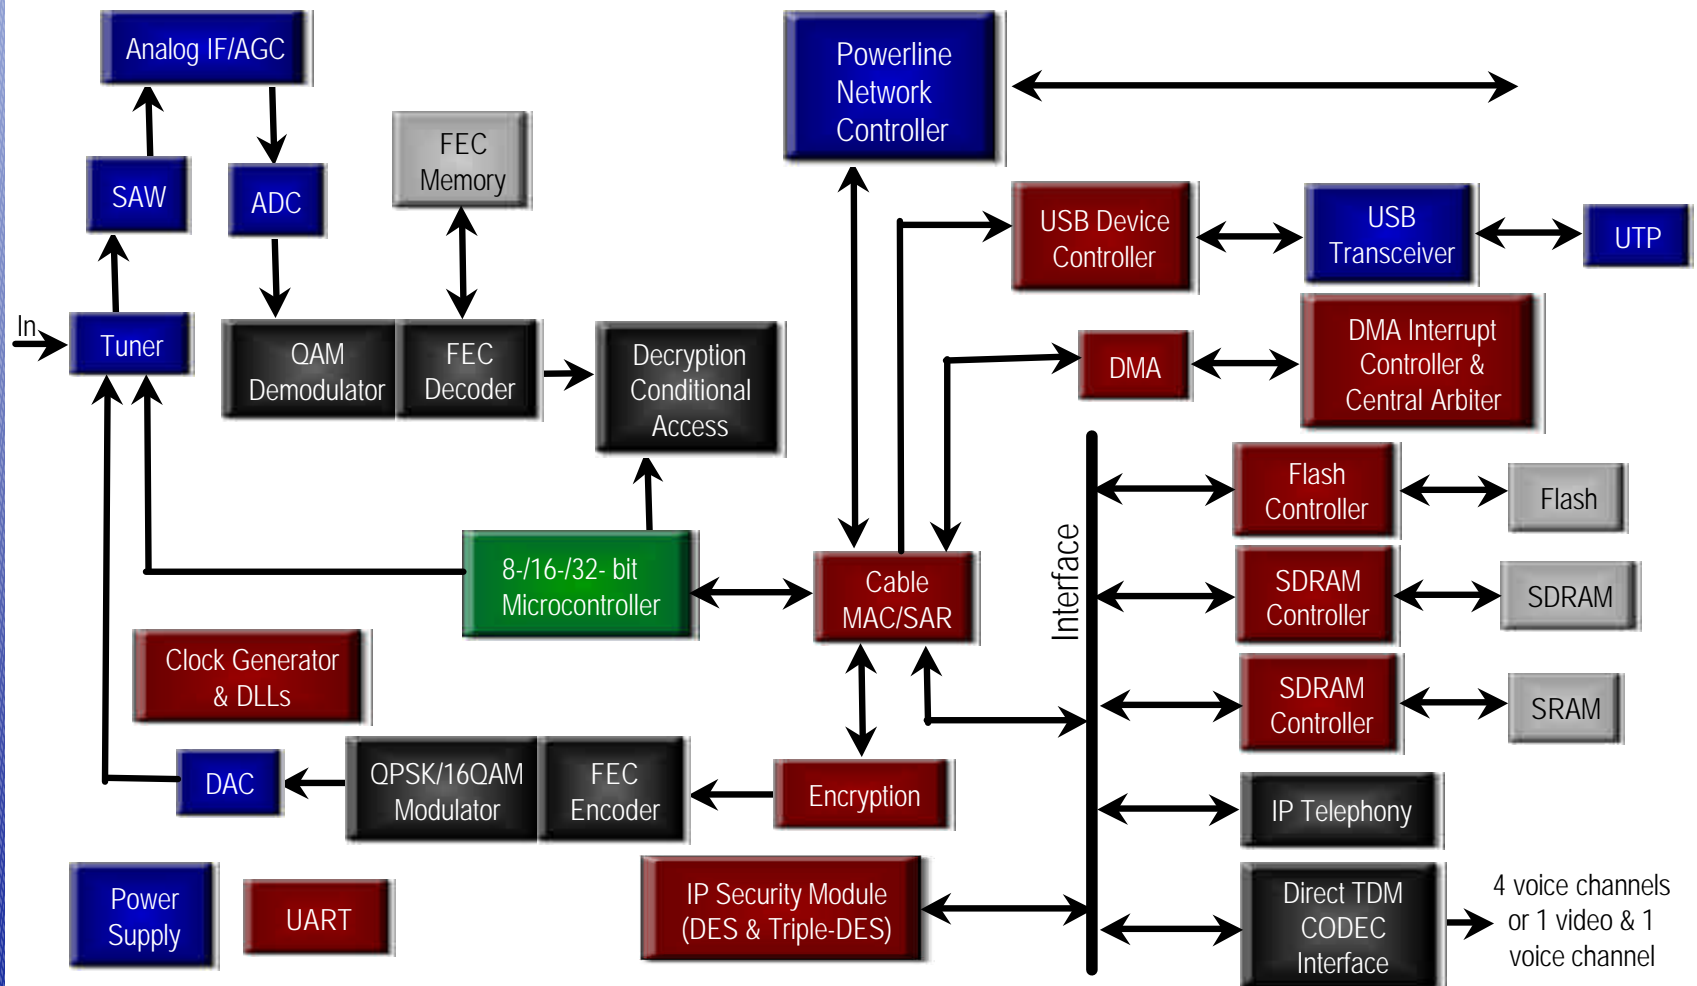 Analog IF/AGC
Powerline
Network
Controller
FEC
Memory
SAW
ADC
USB Device
Controller
USB
Transceiver
UTP
In
Tuner
QAM
Demodulator
FEC
Decoder
Decryption
Conditional
Access
DMA
DMA Interrupt
Controller &
Central Arbiter
Interface
Flash
Controller
Flash
8-/16-/32- bit
Microcontroller
Cable
MAC/SAR
SDRAM
Controller
SDRAM
Clock Generator
& DLLs
SDRAM
Controller
SRAM
DAC
QPSK/16QAM
Modulator
FEC
Encoder
Encryption
IP Telephony
Power
Supply
UART
IP Security Module
(DES & Triple-DES)
Direct TDM
CODEC
Interface
4 voice channels
or 1 video & 1
voice channel